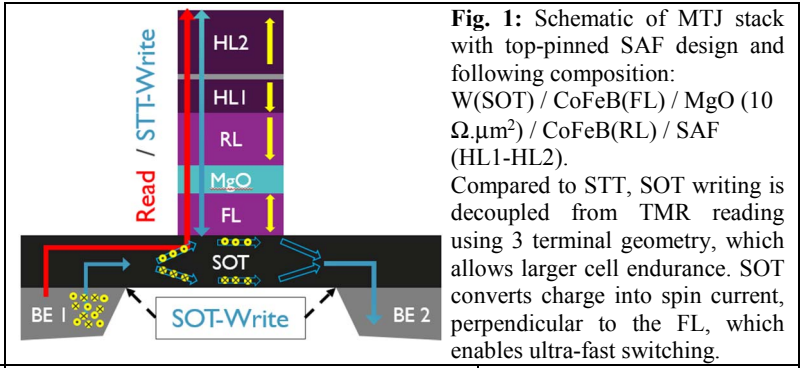 HL2
HL1
RL
MgO
FL
SOT
Read / STT-Write
BE 1
SOT-Write
BE 2
Fig. 1: Schematic of MTJ stack
with top-pinned SAF design and
following composition:
W(SOT) / CoFeB(FL) / MgO (10
Ω.μm²) / CoFeB(RL) / SAF
(HL1-HL2).
Compared to STT, SOT writing is
decoupled from TMR reading
using 3 terminal geometry, which
allows larger cell endurance. SOT
converts charge into spin current,
perpendicular to the FL, which
enables ultra-fast switching.